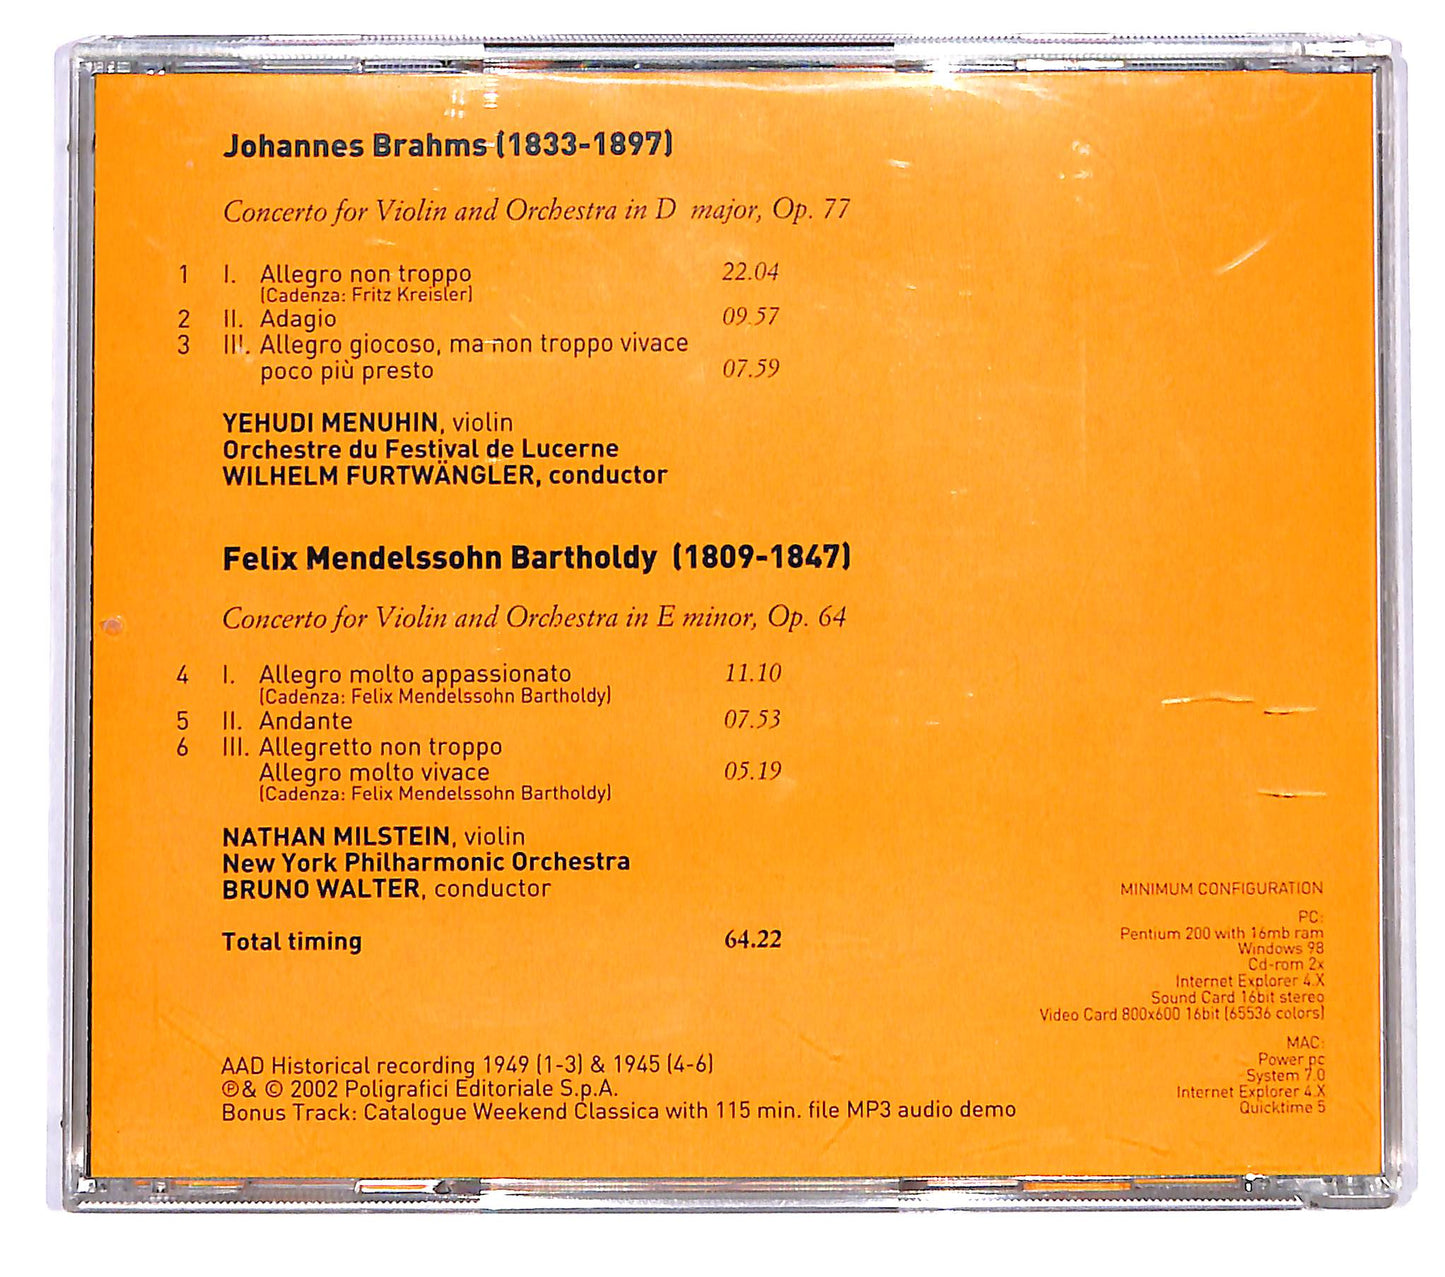 Johannes Brahms (1833-1897)
Concerto for Violin and Orchestra in D major, Op. 77
1 I. Allegro non troppo 22.04
(Cadenza: Fritz Kreisler)
2 II. Adagio 09.57
3 III. Allegro giocoso, ma non troppo vivace
poco più presto 07.59
YEHUDI MENUHIN, violin
Orchestre du Festival de Lucerne
WILHELM FURTWÄNGLER, conductor
Felix Mendelssohn Bartholdy (1809-1847)
Concerto for Violin and Orchestra in E minor, Op. 64
4 I. Allegro molto appassionato 11.10
(Cadenza: Felix Mendelssohn Bartholdy)
5 II. Andante 07.53
6 III. Allegretto non troppo
Allegro molto vivace 05.19
(Cadenza: Felix Mendelssohn Bartholdy)
NATHAN MILSTEIN, violin
New York Philharmonic Orchestra
BRUNO WALTER, conductor
Total timing 64.22
AAD Historical recording 1949 (1-3) & 1945 (4-6)
℗& © 2002 Poligrafici Editoriale S.p.A.
Bonus Track: Catalogue Weekend Classica with 115 min. file MP3 audio demo
MINIMUM CONFIGURATION
PC:
Pentium 200 with 16mb ram
Windows 98
Cd-rom 2x
Internet Explorer 4.X
Sound Card 16bit stereo
Video Card 800x600 16bit (65536 colors)
MAC:
Power pc
System 7.0
Internet Explorer 4.X
Quicktime 5